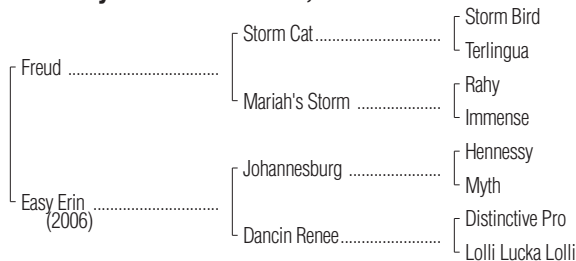 Storm Bird
Storm Cat
Terlingua
Freud
Rahy
Mariah's Storm
Immense
Hennessy
Johannesburg
Myth
Easy Erin
(2006)
Distinctive Pro
Dancin Renee
Lolli Lucka Lolli